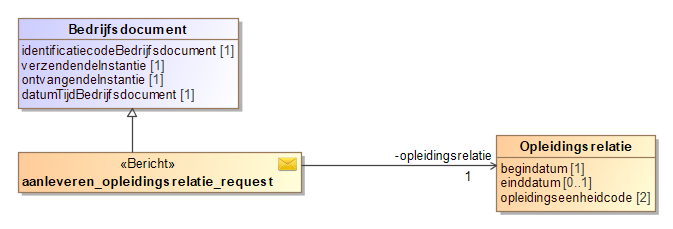 Bedrijfsdocument
identificatiecodeBedrijfsdocument [1]
verzendendeInstantie [1]
ontvangendeInstantie [1]
datumTijdBedrijfsdocument [1]
«Bericht»
aanleveren_opleidingsrelatie_request
-opleidingsrelatie
1
Opleidingsrelatie
begindatum [1]
einddatum [0..1]
opleidingseenheidcode [2]